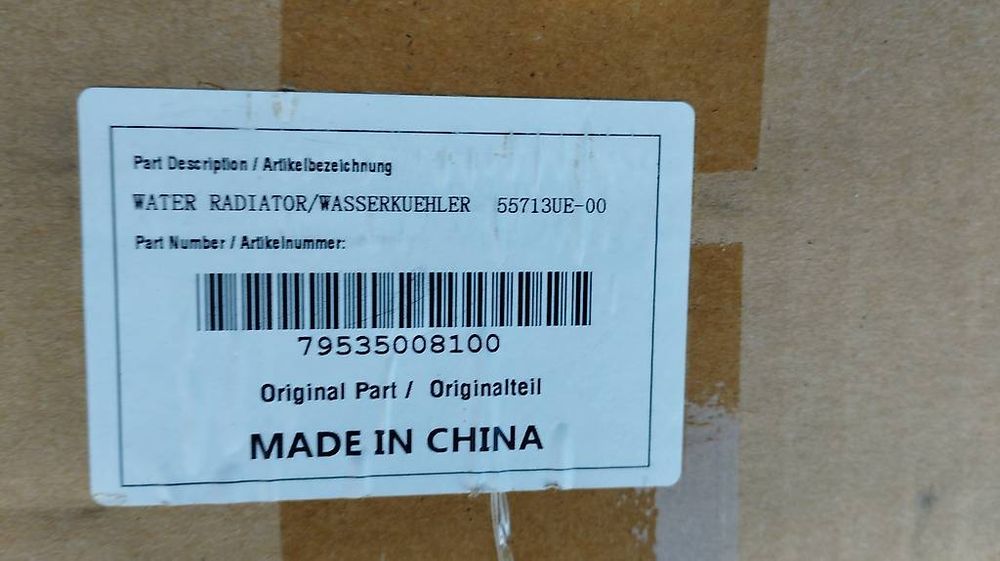 Part Description / Artikelbezeichnung
WATER RADIATOR/WASSERKUEHLER 55713UE-00
Part Number / Artikelnummer:
79535008100
Original Part / Originalteil
MADE IN CHINA